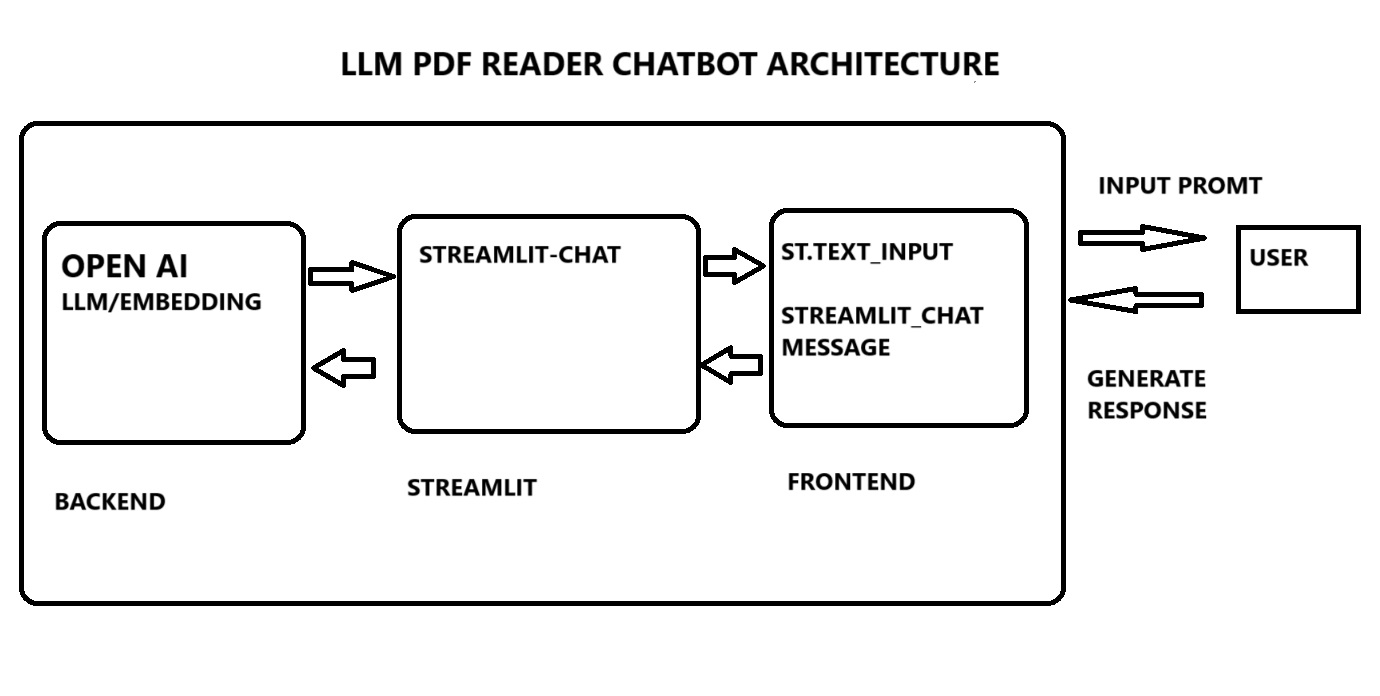 LLM PDF READER CHATBOT ARCHITECTURE
OPEN AI
LLM/EMBEDDING
BACKEND
STREAMLIT-CHAT
STREAMLIT
ST.TEXT_INPUT
STREAMLIT_CHAT
MESSAGE
FRONTEND
INPUT PROMT
USER
GENERATE
RESPONSE